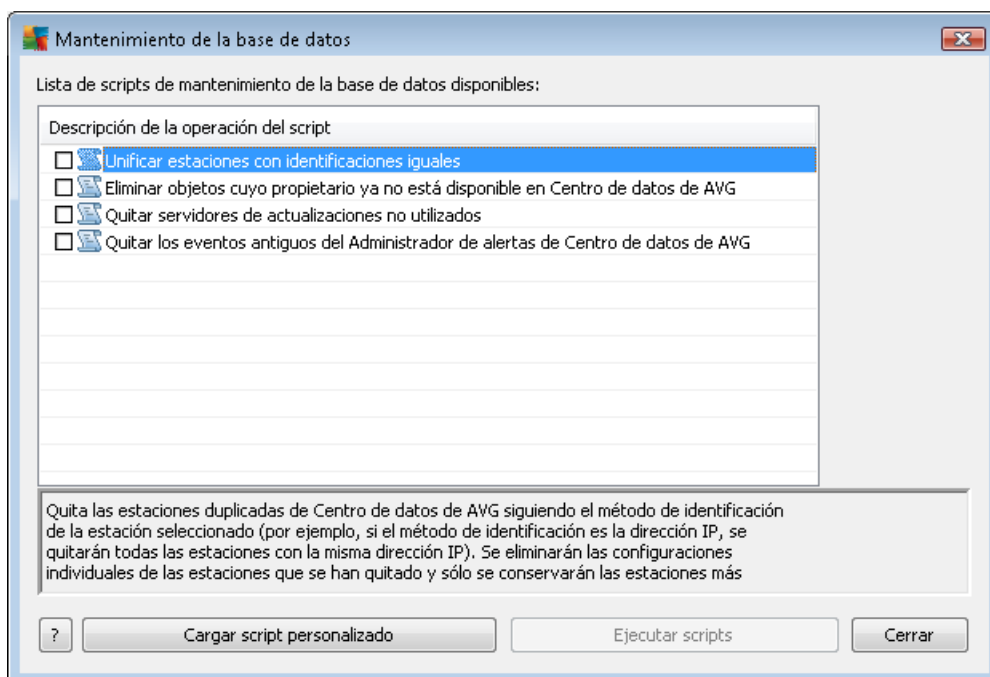 Mantenimiento de la base de datos
Lista de scripts de mantenimiento de la base de datos disponibles:
Descripción de la operación del script
Unificar estaciones con identificaciones iguales
Eliminar objetos cuyo propietario ya no está disponible en Centro de datos de AVG
Quitar servidores de actualizaciones no utilizados
Quitar los eventos antiguos del Administrador de alertas de Centro de datos de AVG
Quita las estaciones duplicadas de Centro de datos de AVG siguiendo el método de identificación
de la estación seleccionado (por ejemplo, si el método de identificación es la dirección IP, se
quitarán todas las estaciones con la misma dirección IP). Se eliminarán las configuraciones
individuales de las estaciones que se han quitado y sólo se conservarán las estaciones más
? Cargar script personalizado Ejecutar scripts Cerrar